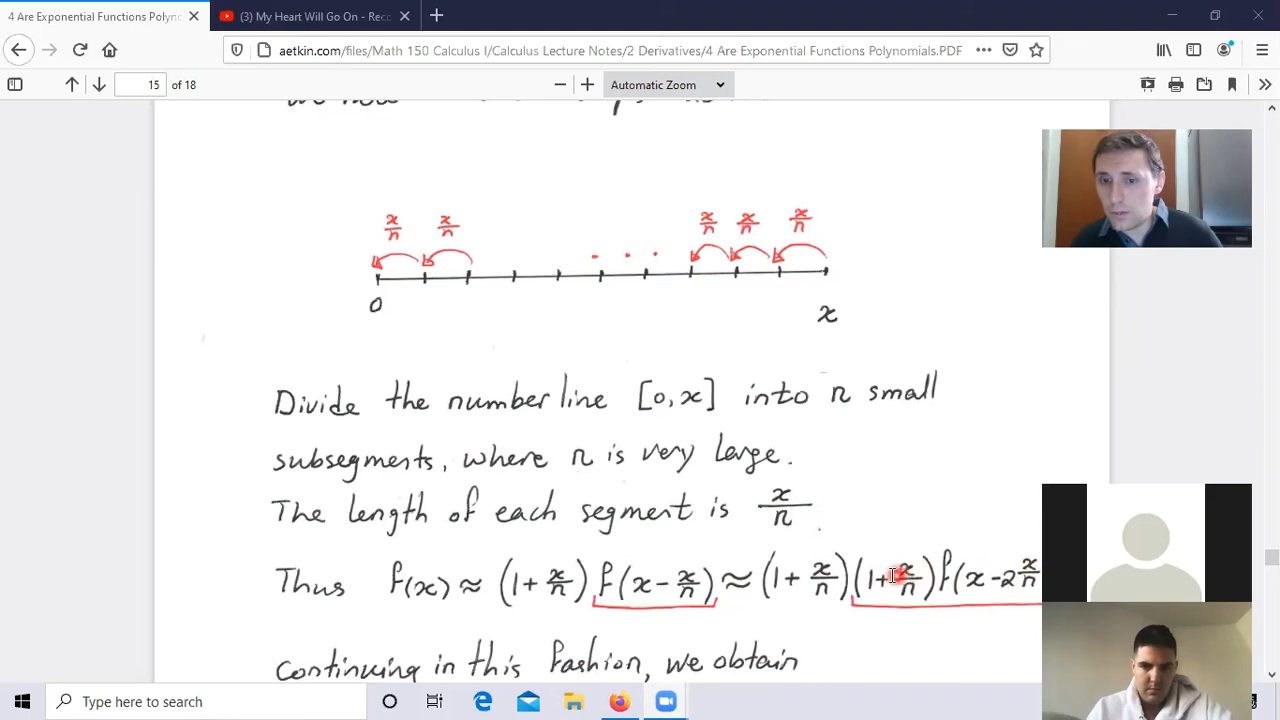 4 Are Exponential Functions Polyno
(3) My Heart Will Go On - Reco
aetkin.com/files/Math 150 Calculus I/Calculus Lecture Notes/2 Derivatives/4 Are Exponential Functions Polynomials.PDF
15 of 18
Automatic Zoom
x/n x/n . . . x/n x/n x/n
0 x
Divide the number line [0,x] into n small
subsegments, where n is very large.
The length of each segment is x/n.
Thus f(x) ≈ (1 + x/n) f(x - x/n) ≈ (1 + x/n)(1 + x/n) f(x - 2 x/n
Continuing in this fashion, we obtain
Type here to search